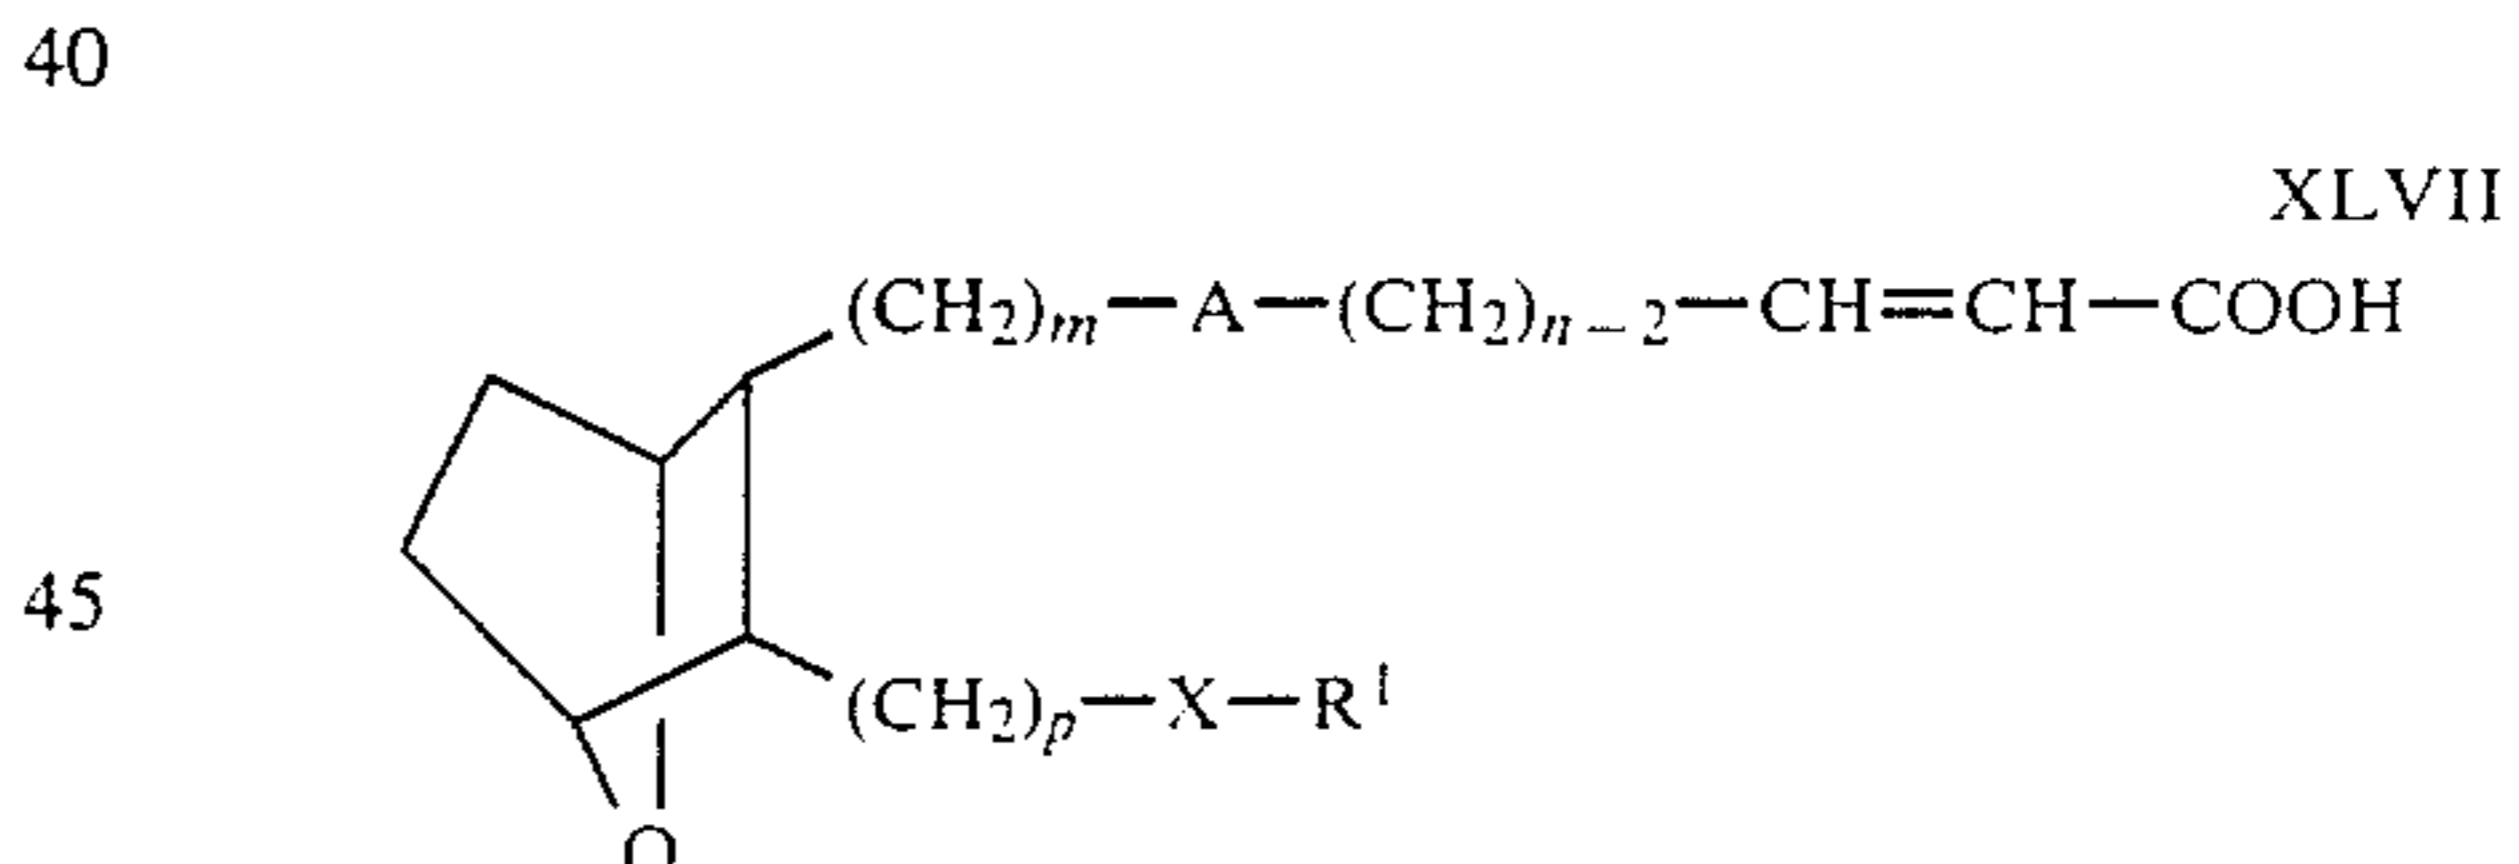 40
XLVII
(CH2)m—A—(CH2)n−2—CH=CH—COOH
45
(CH2)p—X—R1
O